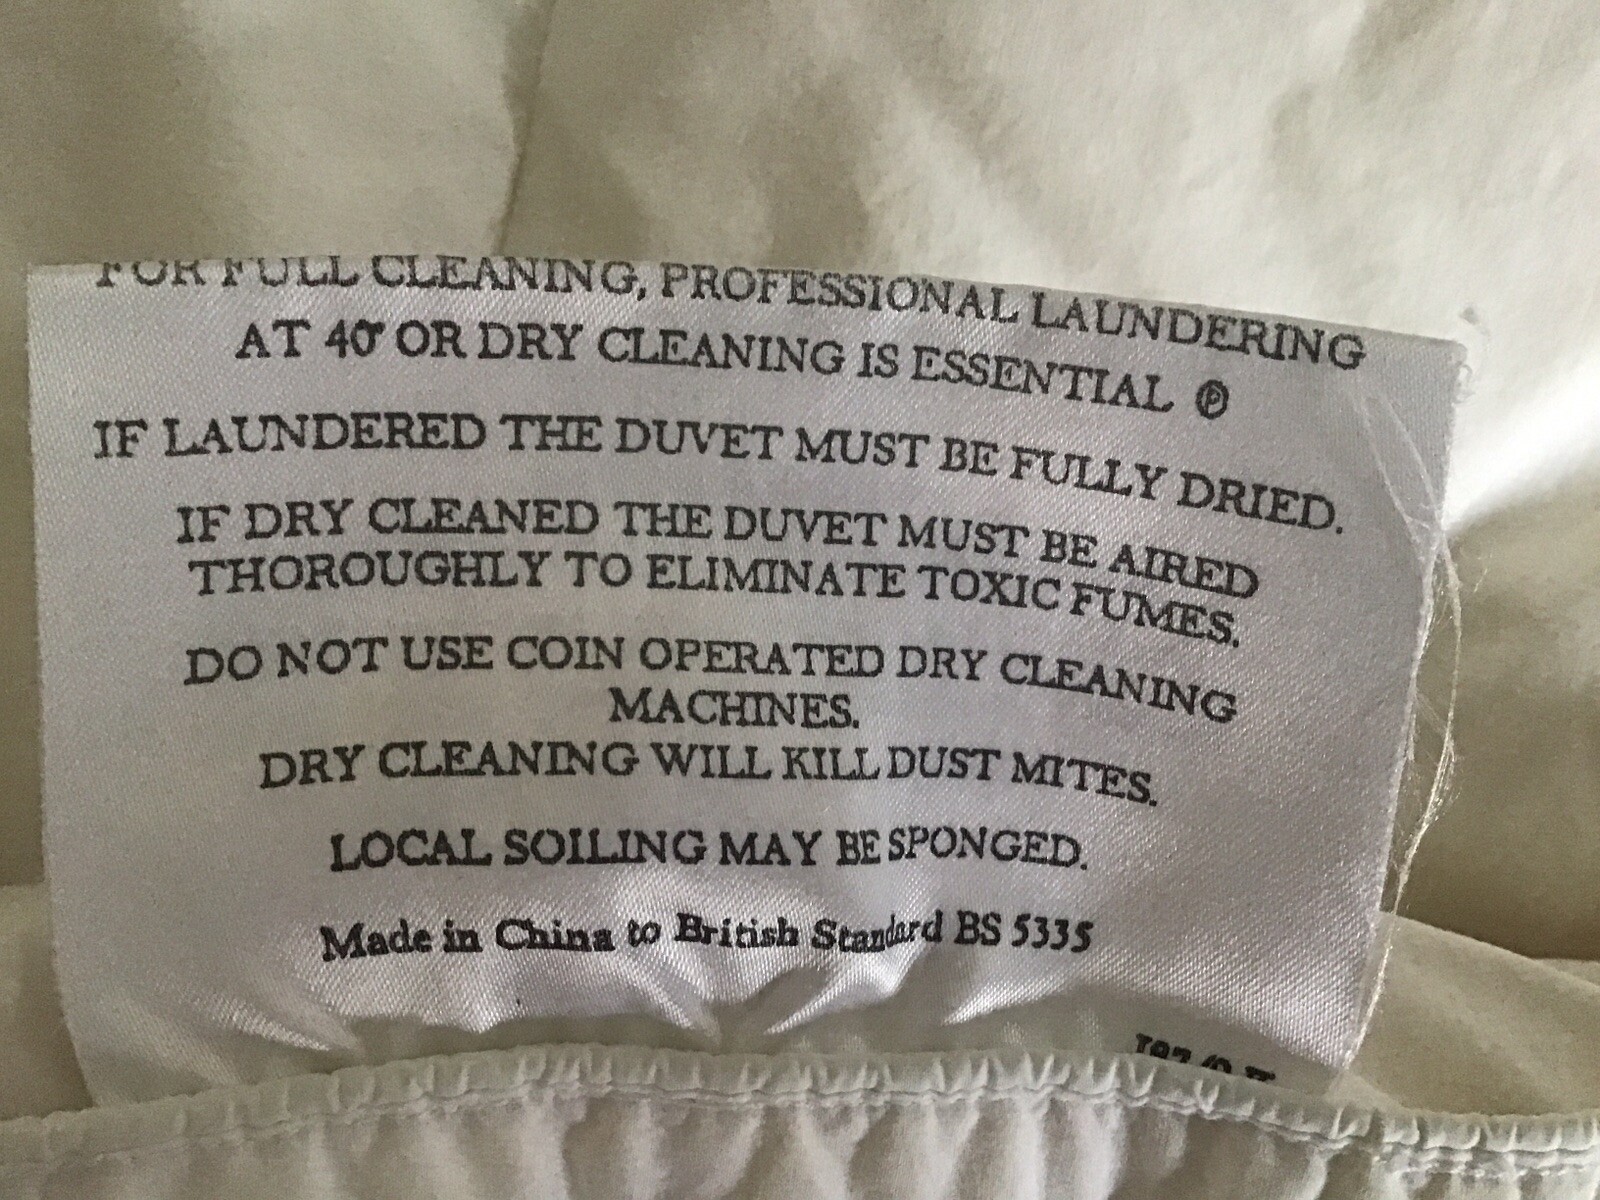 FOR FULL CLEANING, PROFESSIONAL LAUNDERING
AT 40° OR DRY CLEANING IS ESSENTIAL Ⓟ
IF LAUNDERED THE DUVET MUST BE FULLY DRIED.
IF DRY CLEANED THE DUVET MUST BE AIRED
THOROUGHLY TO ELIMINATE TOXIC FUMES.
DO NOT USE COIN OPERATED DRY CLEANING
MACHINES.
DRY CLEANING WILL KILL DUST MITES.
LOCAL SOILING MAY BE SPONGED.
Made in China to British Standard BS 5335